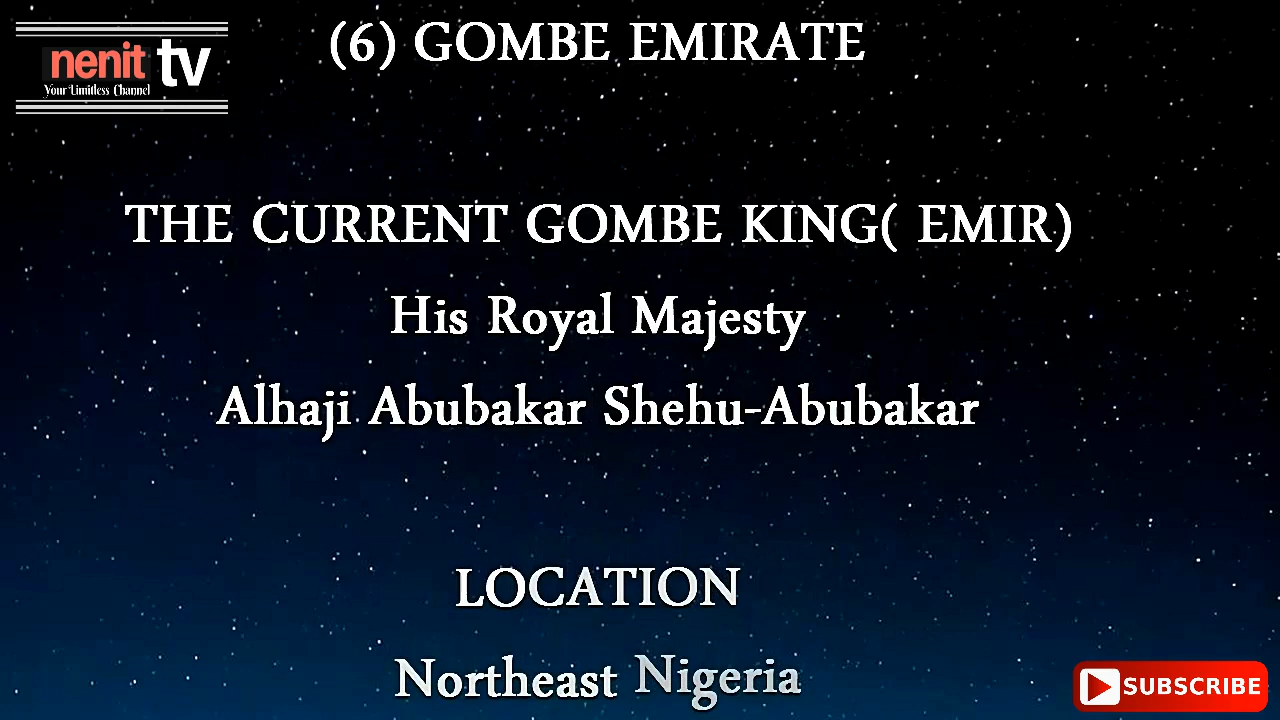 nenit tv
Your Limitless Channel
(6) GOMBE EMIRATE
THE CURRENT GOMBE KING( EMIR)
His Royal Majesty
Alhaji Abubakar Shehu-Abubakar
LOCATION
Northeast Nigeria
SUBSCRIBE